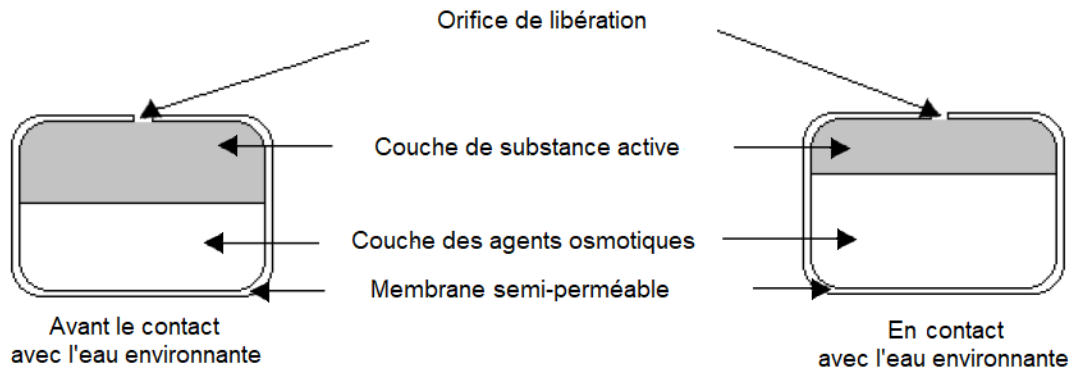 Orifice de libération
Couche de substance active
Couche des agents osmotiques
Membrane semi-perméable
Avant le contact
avec l'eau environnante
En contact
avec l'eau environnante